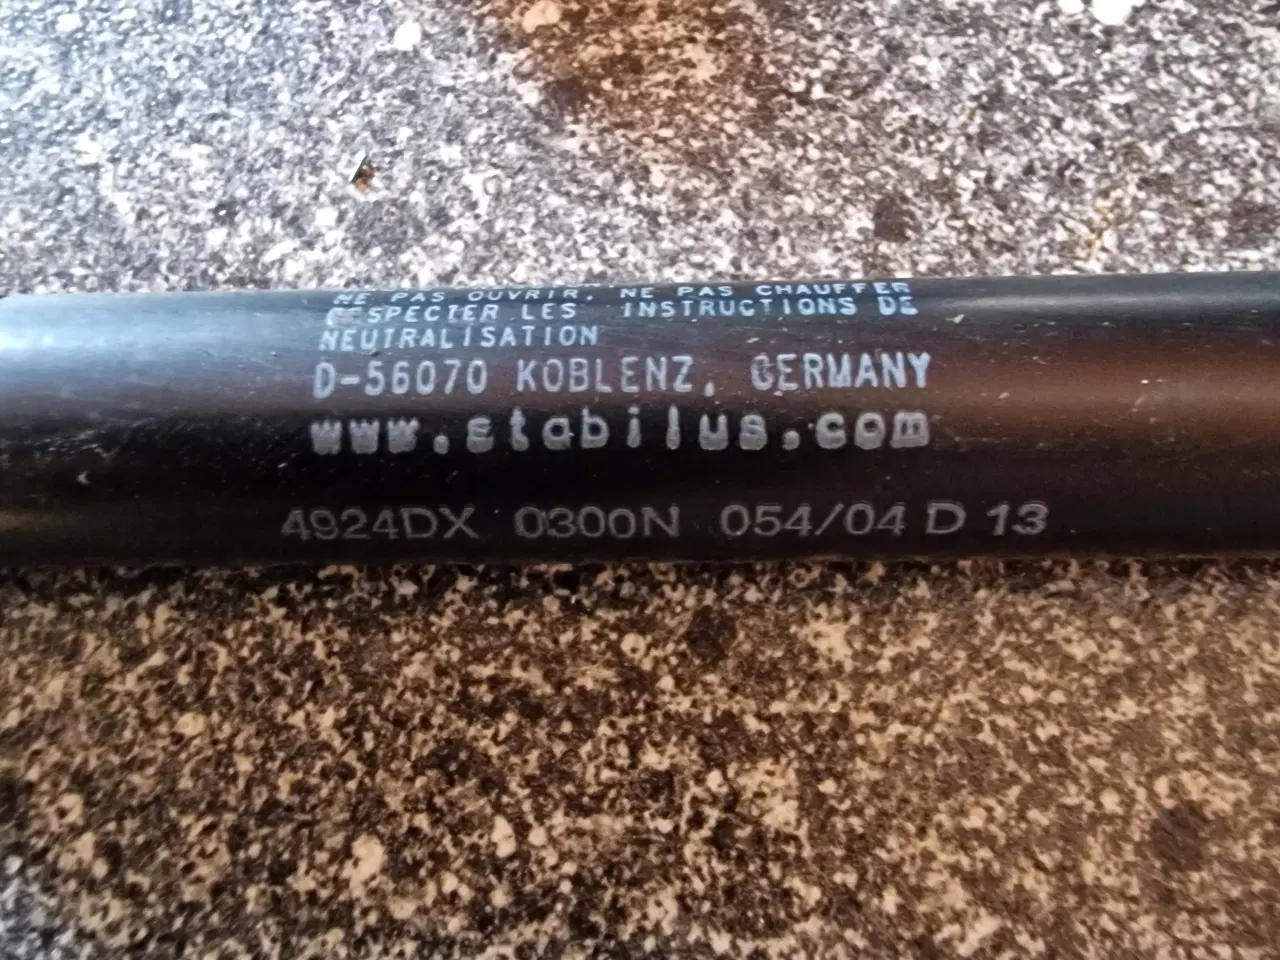 NE PAS OUVRIR. NE PAS CHAUFFER
RESPECTER LES INSTRUCTIONS DE
NEUTRALISATION
D-56070 KOBLENZ, GERMANY
www.stabilus.com
4924DX 0300N 054/04 D 13